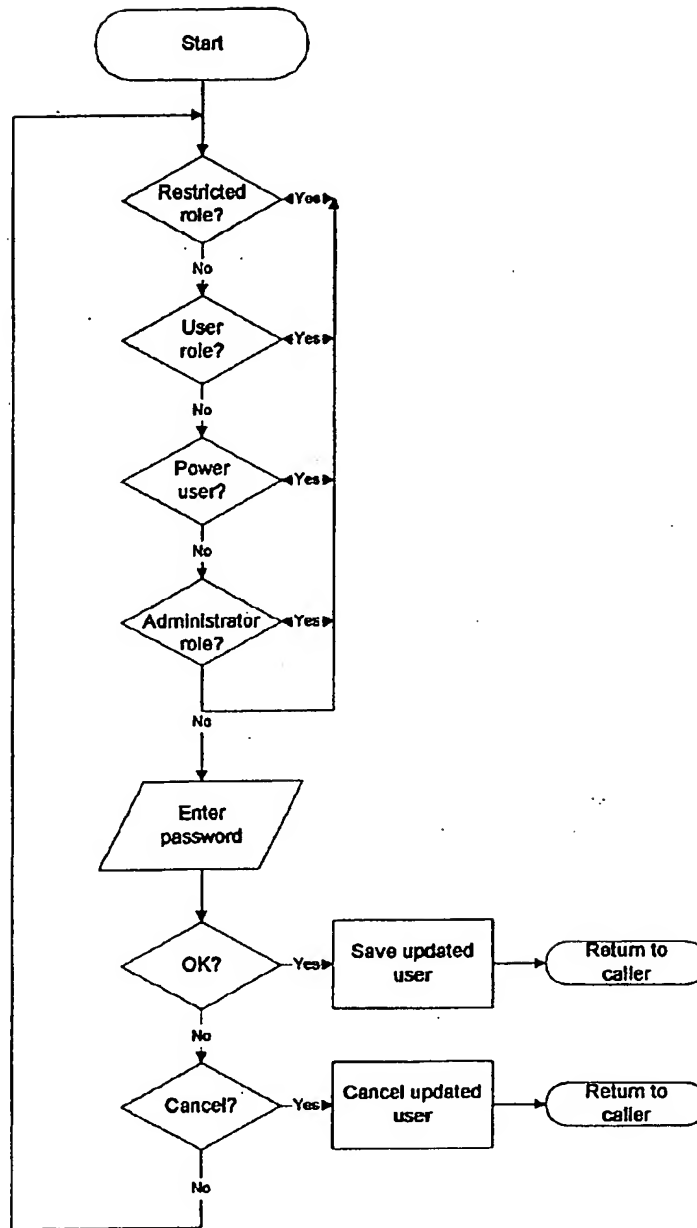 Start
Restricted
role?
Yes
No
User
role?
Yes
No
Power
user?
Yes
No
Administrator
role?
Yes
No
Enter
password
OK?
Yes
Save updated
user
Return to
caller
No
Cancel?
Yes
Cancel updated
user
Return to
caller
No